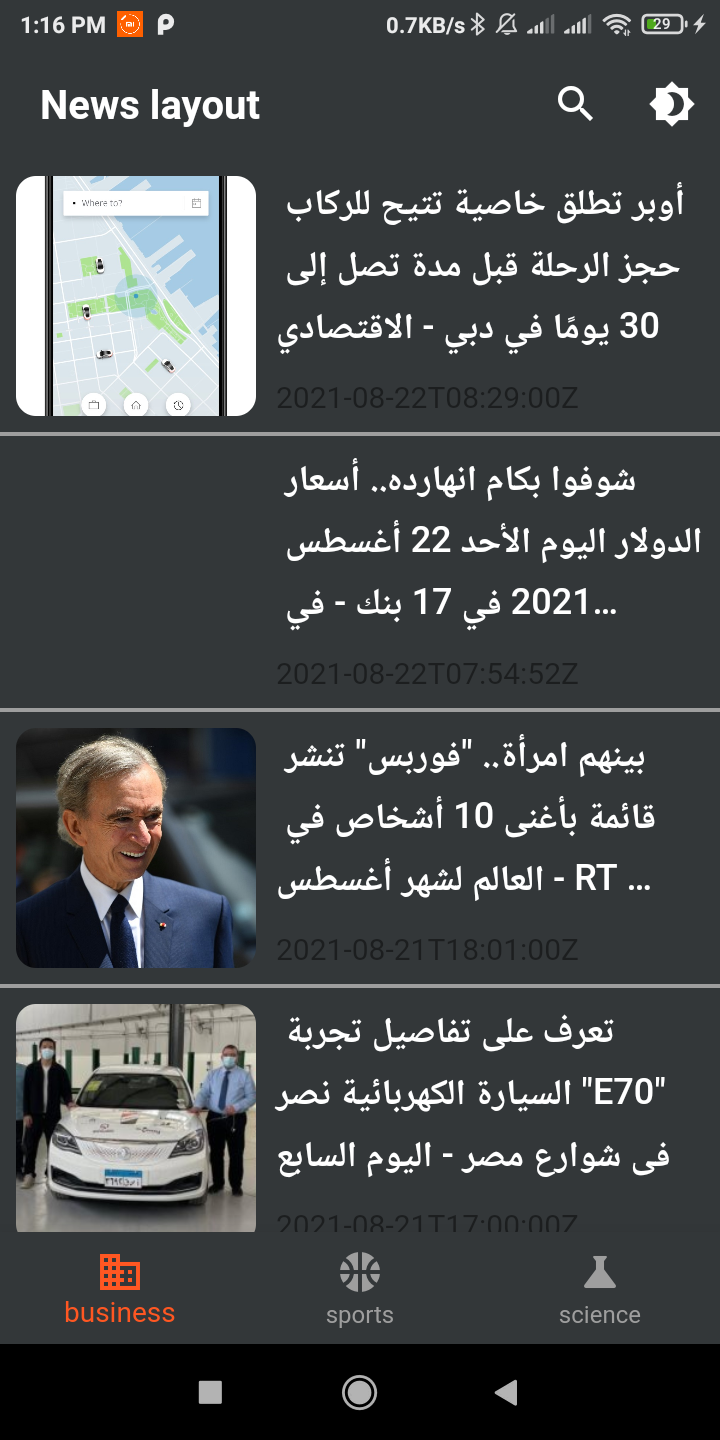 1:16 PM
0.7KB/s
29
News layout
Where to?
أوبر تطلق خاصية تتيح للركاب
حجز الرحلة قبل مدة تصل إلى
30 يومًا في دبي - الاقتصادي
2021-08-22T08:29:00Z
شوفوا بكام انهارده.. أسعار
الدولار اليوم الأحد 22 أغسطس
2021 في 17 بنك - في...
2021-08-22T07:54:52Z
بينهم امرأة.. "فوربس" تنشر
قائمة بأغنى 10 أشخاص في
العالم لشهر أغسطس - RT ...
2021-08-21T18:01:00Z
تعرف على تفاصيل تجربة
السيارة الكهربائية نصر "E70"
فى شوارع مصر - اليوم السابع
2021-08-21T17:00:00Z
business
sports
science